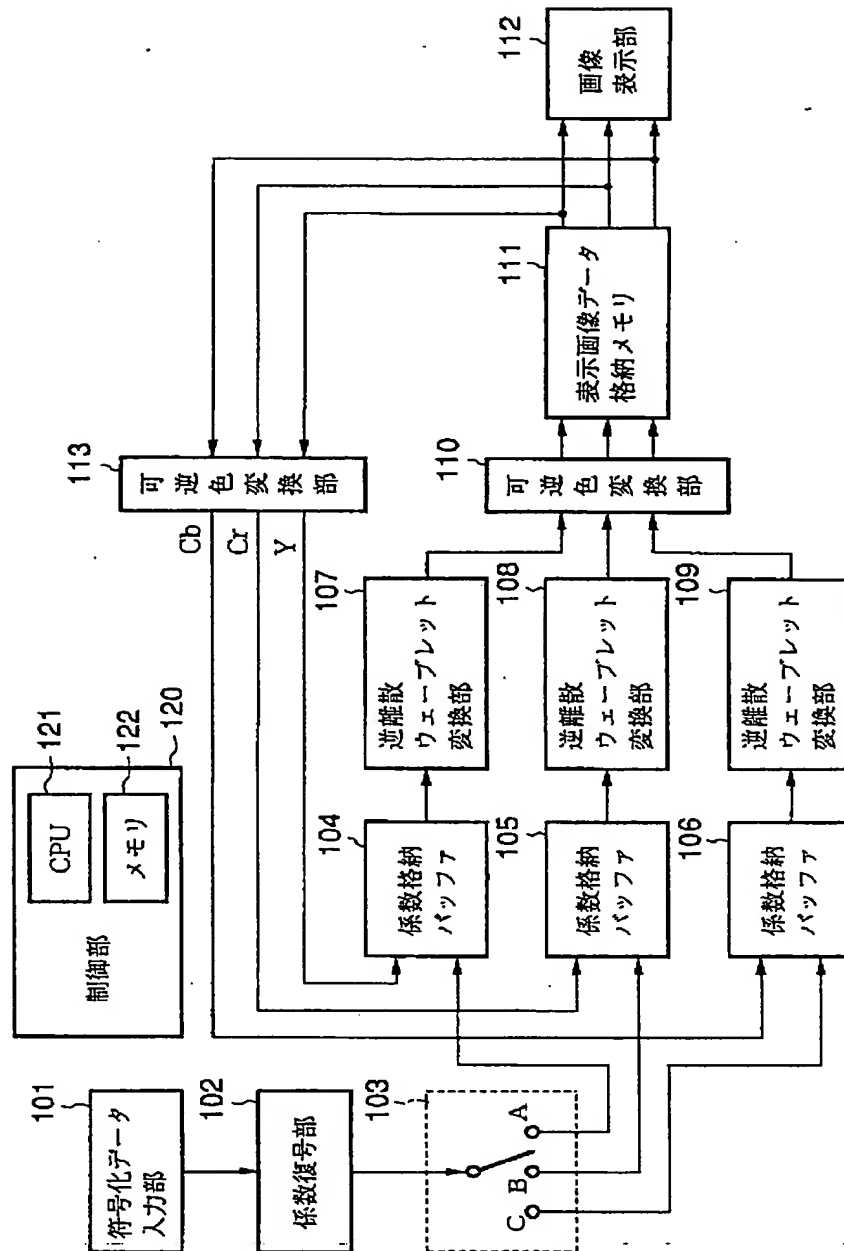 101
符号化データ
入力部
102
係数復号部
103
A
B
C
制御部
CPU
121
メモリ
122
120
113
可逆色変換部
Cb
Cr
Y
104
係数格納
バッファ
105
係数格納
バッファ
106
係数格納
バッファ
107
逆離散
ウェーブレット
変換部
108
逆離散
ウェーブレット
変換部
109
逆離散
ウェーブレット
変換部
110
可逆色変換部
111
表示画像データ
格納メモリ
112
画像
表示部